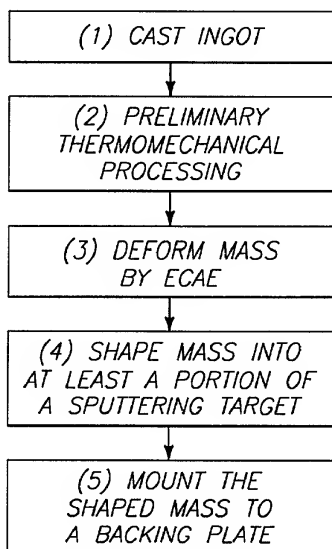 (1) CAST INGOT
(2) PRELIMINARY
THERMOMECHANICAL
PROCESSING
(3) DEFORM MASS
BY ECAE
(4) SHAPE MASS INTO
AT LEAST A PORTION OF
A SPUTTERING TARGET
(5) MOUNT THE
SHAPED MASS TO
A BACKING PLATE